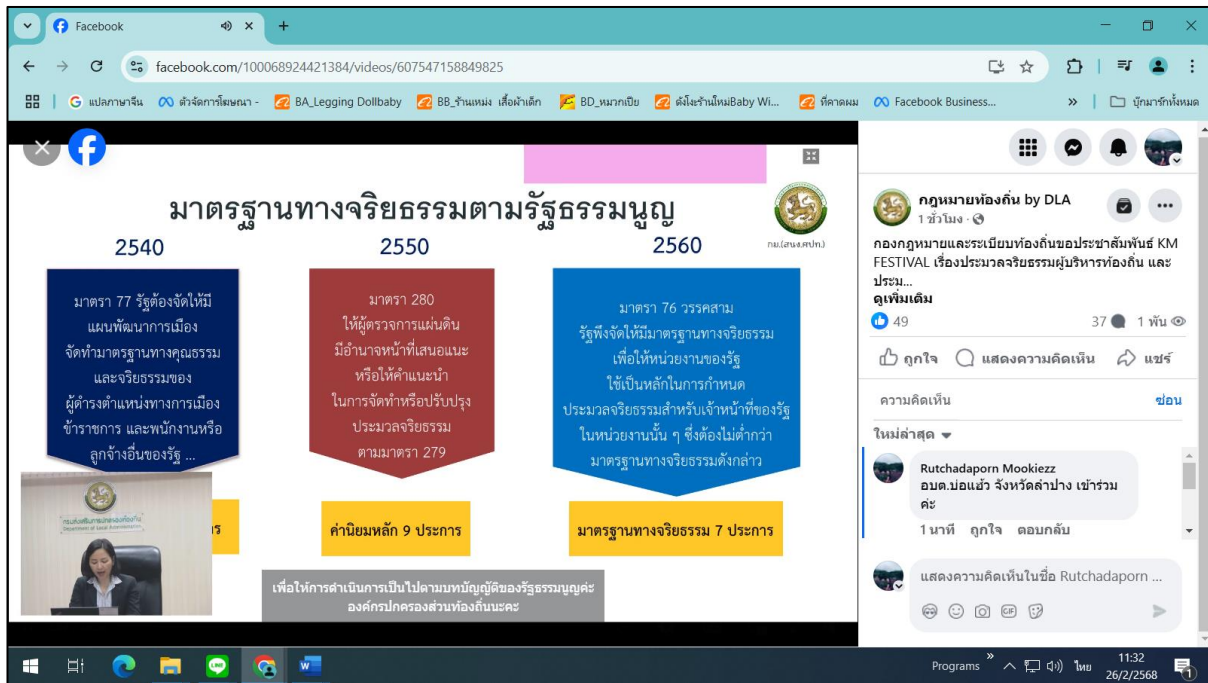 Facebook
facebook.com/100068924421384/videos/607547158849825
แปลภาษาจีน
ตัวจัดการโฆษณา -
BA_Legging Dollbaby
BB_ร้านเหม่ง เสื้อผ้าเด็ก
BD_หมวกเป็ย
ตั่งโซะร้านใหม่Baby Wi...
ที่คาดผม
Facebook Business...
»
บุ๊กมาร์กทั้งหมด
มาตรฐานทางจริยธรรมตามรัฐธรรมนูญ
กม.(สนง.ศปท.)
2540
มาตรา 77 รัฐต้องจัดให้มี
แผนพัฒนาการเมือง
จัดทำมาตรฐานทางคุณธรรม
และจริยธรรมของ
ผู้ดำรงตำแหน่งทางการเมือง
ข้าราชการ และพนักงานหรือ
ลูกจ้างอื่นของรัฐ ...
2550
มาตรา 280
ให้ผู้ตรวจการแผ่นดิน
มีอำนาจหน้าที่เสนอแนะ
หรือให้คำแนะนำ
ในการจัดทำหรือปรับปรุง
ประมวลจริยธรรม
ตามมาตรา 279
ค่านิยมหลัก 9 ประการ
2560
มาตรา 76 วรรคสาม
รัฐพึงจัดให้มีมาตรฐานทางจริยธรรม
เพื่อให้หน่วยงานของรัฐ
ใช้เป็นหลักในการกำหนด
ประมวลจริยธรรมสำหรับเจ้าหน้าที่ของรัฐ
ในหน่วยงานนั้น ๆ ซึ่งต้องไม่ต่ำกว่า
มาตรฐานทางจริยธรรมดังกล่าว
มาตรฐานทางจริยธรรม 7 ประการ
กรมส่งเสริมการปกครองท้องถิ่น
Department of Local Administration
เพื่อให้การดำเนินการเป็นไปตามบทบัญญัติของรัฐธรรมนูญค่ะ
องค์กรปกครองส่วนท้องถิ่นนะคะ
กฎหมายท้องถิ่น by DLA
1 ชั่วโมง ·
กองกฎหมายและระเบียบท้องถิ่นขอประชาสัมพันธ์ KM
FESTIVAL เรื่องประมวลจริยธรรมผู้บริหารท้องถิ่น และ
ประม...
ดูเพิ่มเติม
49
37
1 พัน
ถูกใจ
แสดงความคิดเห็น
แชร์
ความคิดเห็น
ซ่อน
ใหม่ล่าสุด
Rutchadaporn Mookiezz
อบต.บ่อแฮ้ว จังหวัดลำปาง เข้าร่วม
ค่ะ
1 นาที ถูกใจ ตอบกลับ
แสดงความคิดเห็นในชื่อ Rutchadaporn ...
GIF
Programs
»
ไทย
11:32
26/2/2568
1